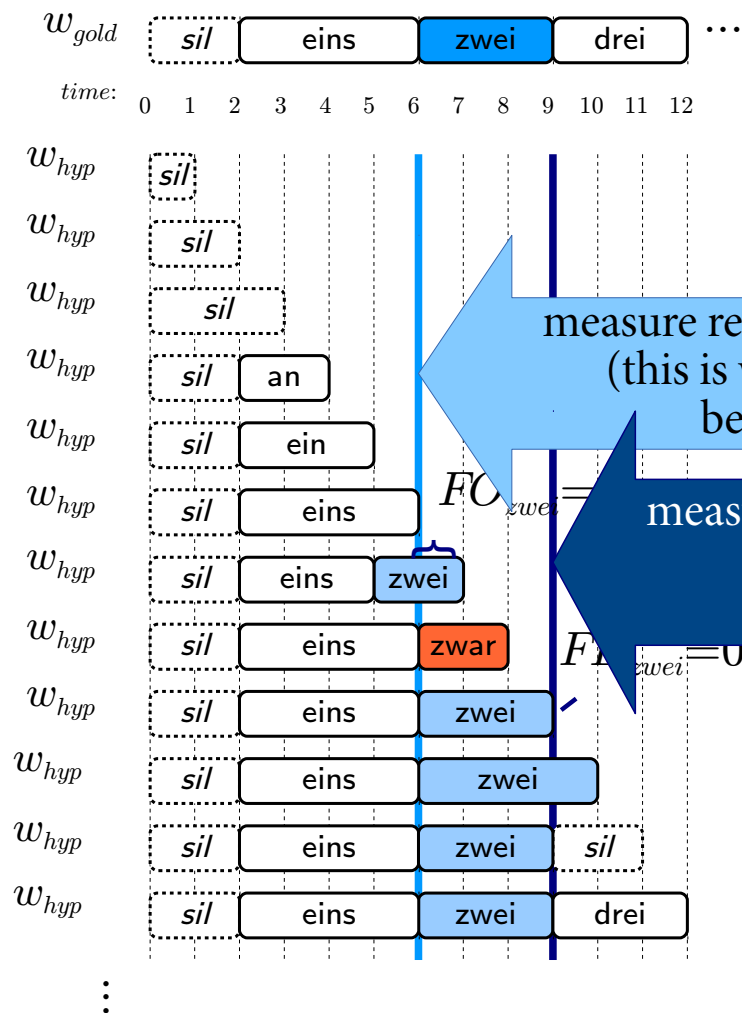 w_gold sil eins zwei drei ...
time: 0 1 2 3 4 5 6 7 8 9 10 11 12
w_hyp sil
w_hyp sil
w_hyp sil
measure re
w_hyp sil an
(this is
be
w_hyp sil ein
w_hyp sil eins
FO_zwei=
meas
w_hyp sil eins zwei
w_hyp sil eins zwar
zwei=0
w_hyp sil eins zwei
w_hyp sil eins zwei
w_hyp sil eins zwei sil
w_hyp sil eins zwei drei
⋮